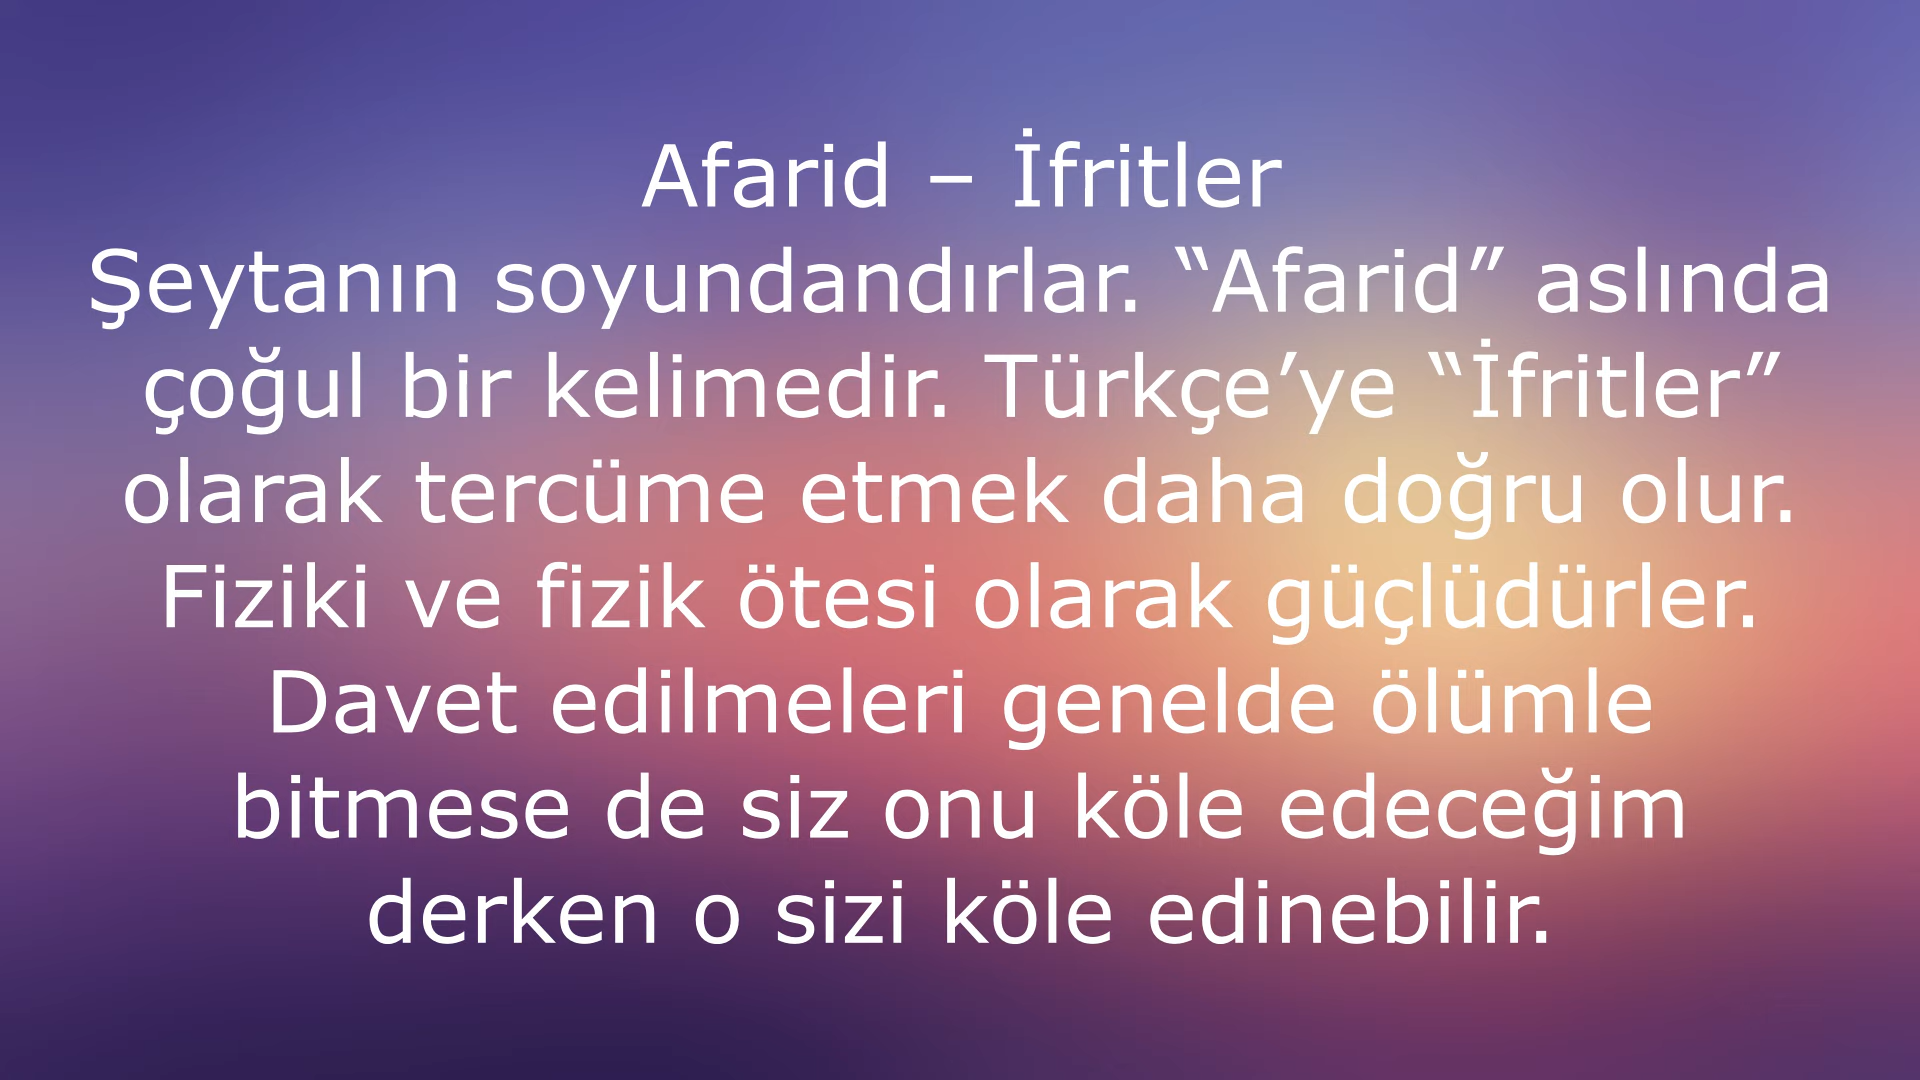 Afarid – İfritler
Şeytanın soyundandırlar. “Afarid” aslında
çoğul bir kelimedir. Türkçe’ye “İfritler”
olarak tercüme etmek daha doğru olur.
Fiziki ve fizik ötesi olarak güçlüdürler.
Davet edilmeleri genelde ölümle
bitmese de siz onu köle edeceğim
derken o sizi köle edinebilir.